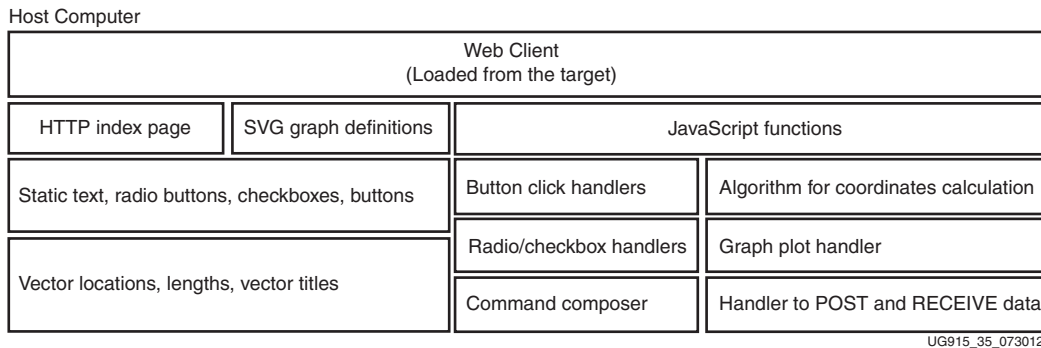 Host Computer
Web Client
(Loaded from the target)
HTTP index page
SVG graph definitions
JavaScript functions
Static text, radio buttons, checkboxes, buttons
Button click handlers
Algorithm for coordinates calculation
Radio/checkbox handlers
Graph plot handler
Vector locations, lengths, vector titles
Command composer
Handler to POST and RECEIVE data
UG915_35_073012